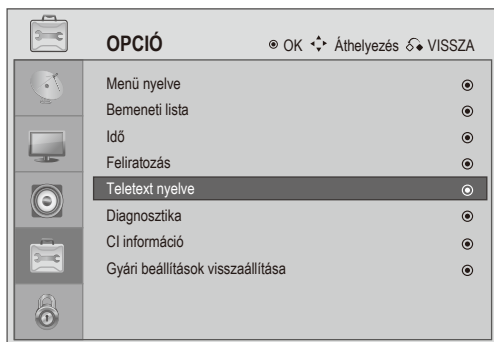 OPCIÓ OK Áthelyezés VISSZA
Menü nyelve
Bemeneti lista
Idő
Feliratozás
Teletext nyelve
Diagnosztika
CI információ
Gyári beállítások visszaállítása